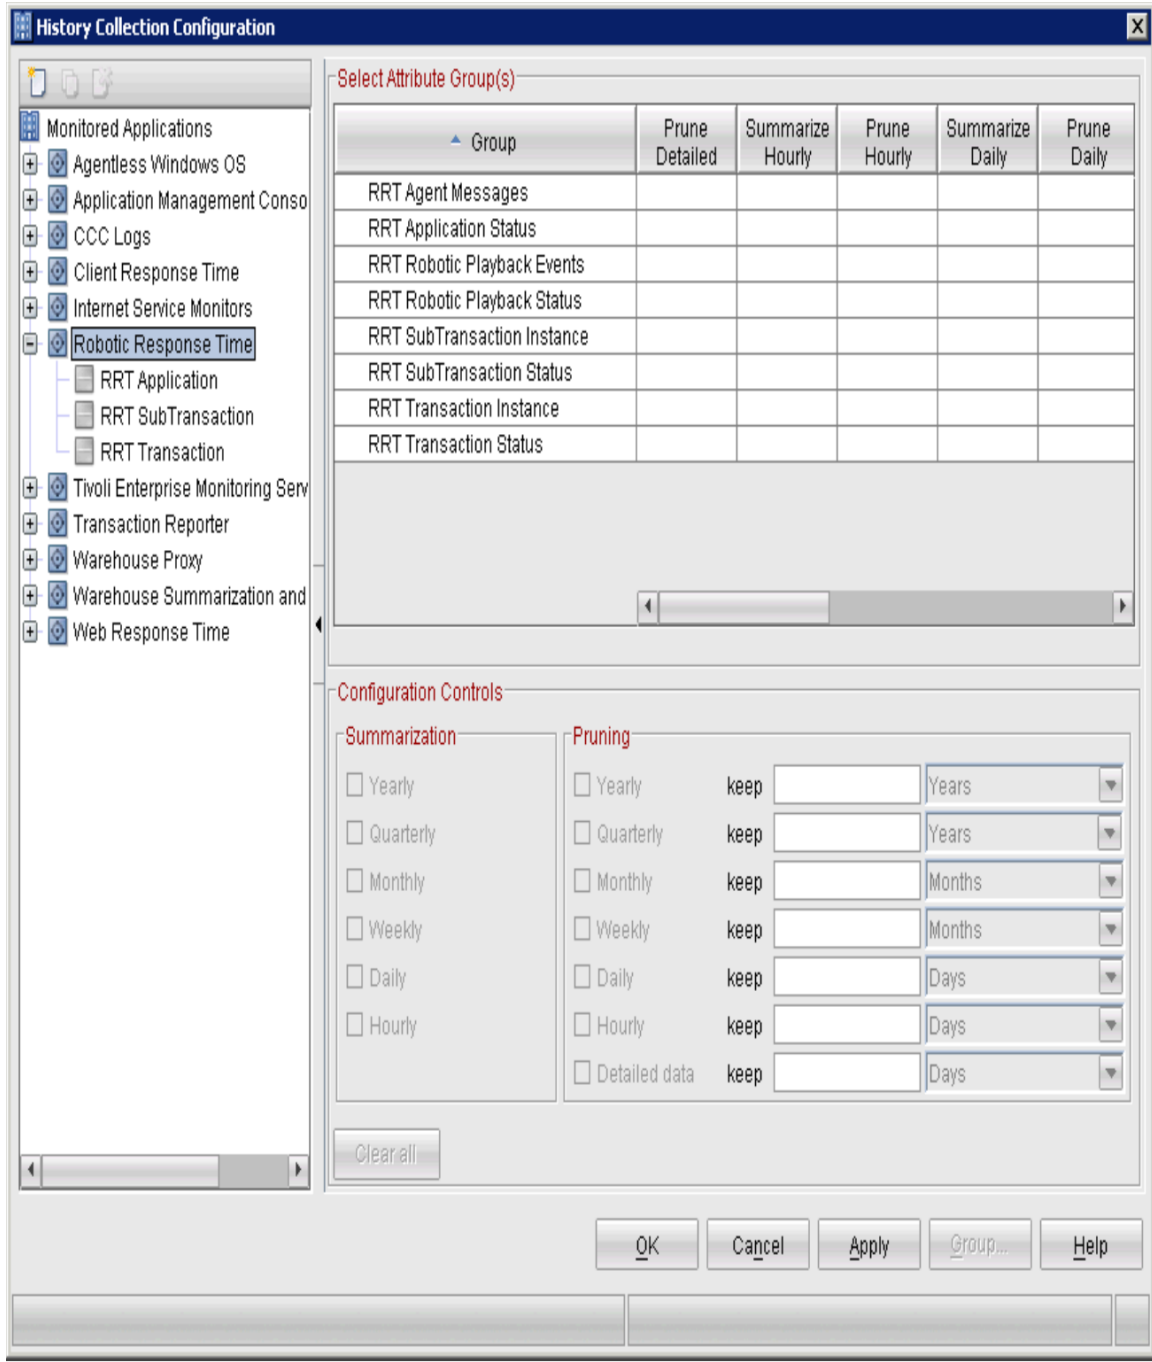 History Collection Configuration
Monitored Applications
Agentless Windows OS
Application Management Conso
CCC Logs
Client Response Time
Internet Service Monitors
Robotic Response Time
RRT Application
RRT SubTransaction
RRT Transaction
Tivoli Enterprise Monitoring Serv
Transaction Reporter
Warehouse Proxy
Warehouse Summarization and
Web Response Time
Select Attribute Group(s)
Group Prune Detailed Summarize Hourly Prune Hourly Summarize Daily Prune Daily
RRT Agent Messages
RRT Application Status
RRT Robotic Playback Events
RRT Robotic Playback Status
RRT SubTransaction Instance
RRT SubTransaction Status
RRT Transaction Instance
RRT Transaction Status
Configuration Controls
Summarization
Yearly
Quarterly
Monthly
Weekly
Daily
Hourly
Pruning
Yearly keep Years
Quarterly keep Years
Monthly keep Months
Weekly keep Months
Daily keep Days
Hourly keep Days
Detailed data keep Days
Clear all
OK Cancel Apply Group... Help